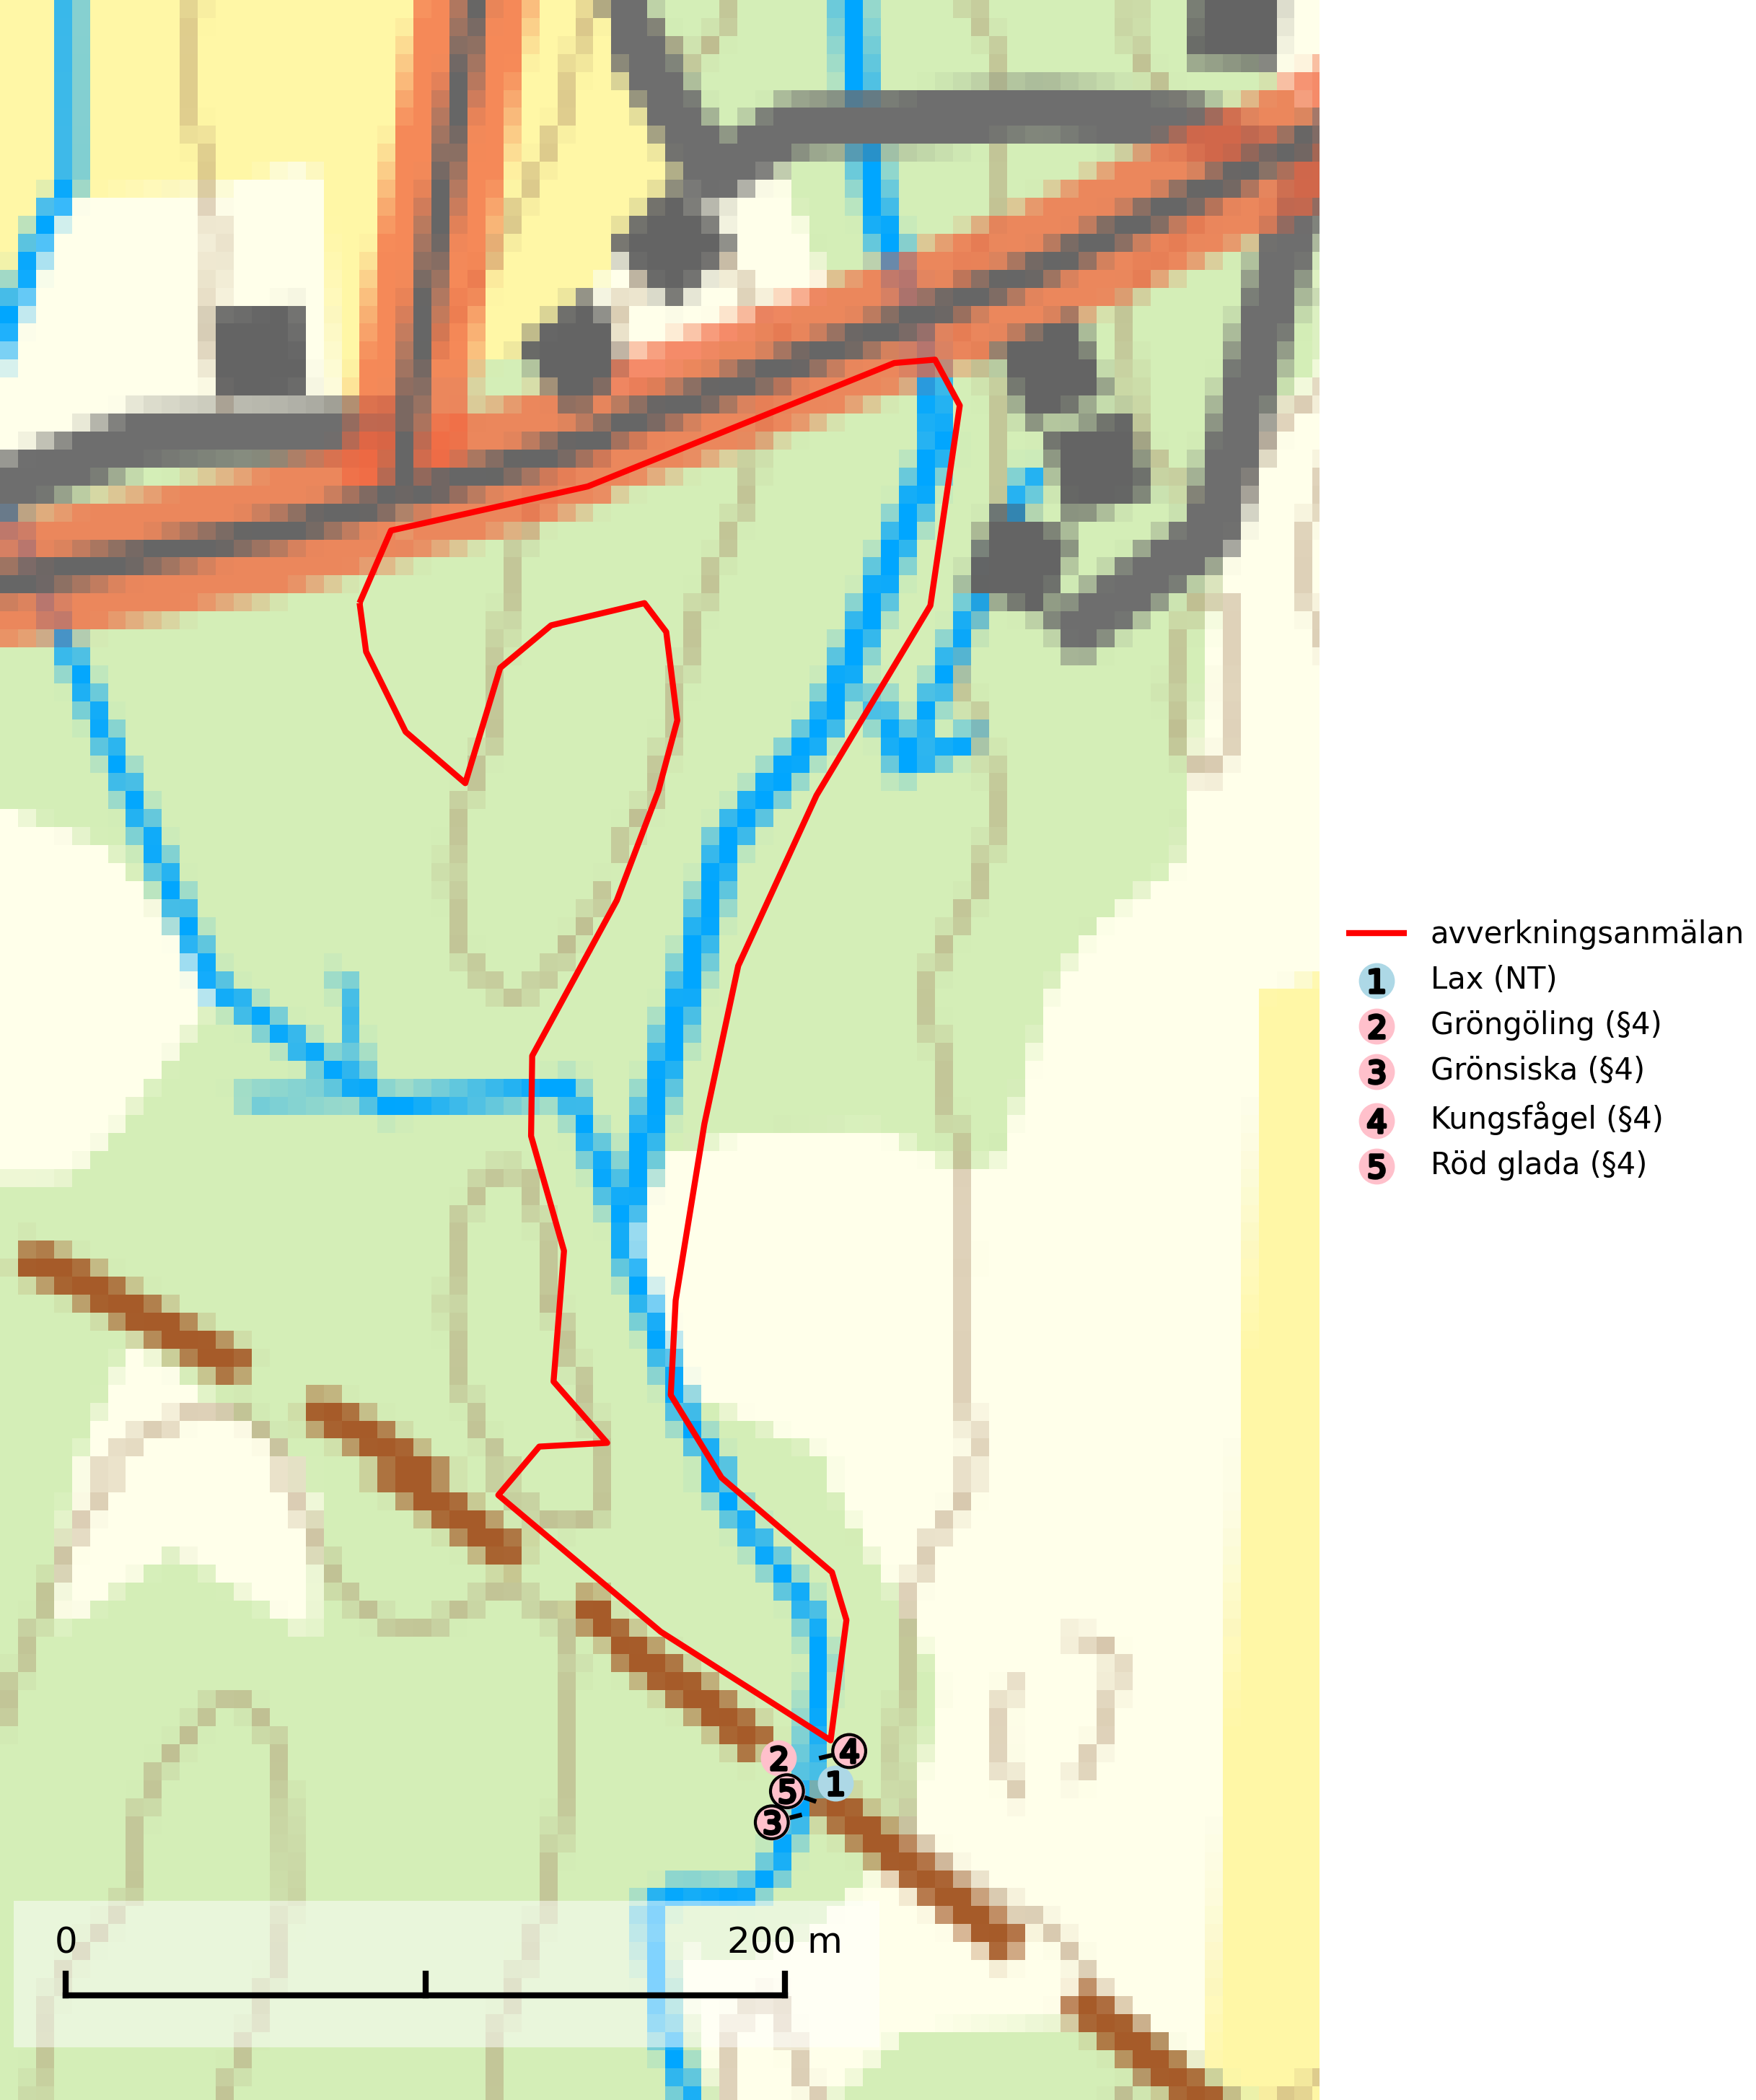 avverkningsanmälan
1 Lax (NT)
2 Gröngöling (§4)
3 Grönsiska (§4)
4 Kungsfågel (§4)
5 Röd glada (§4)
2
4
5
1
3
0 200 m